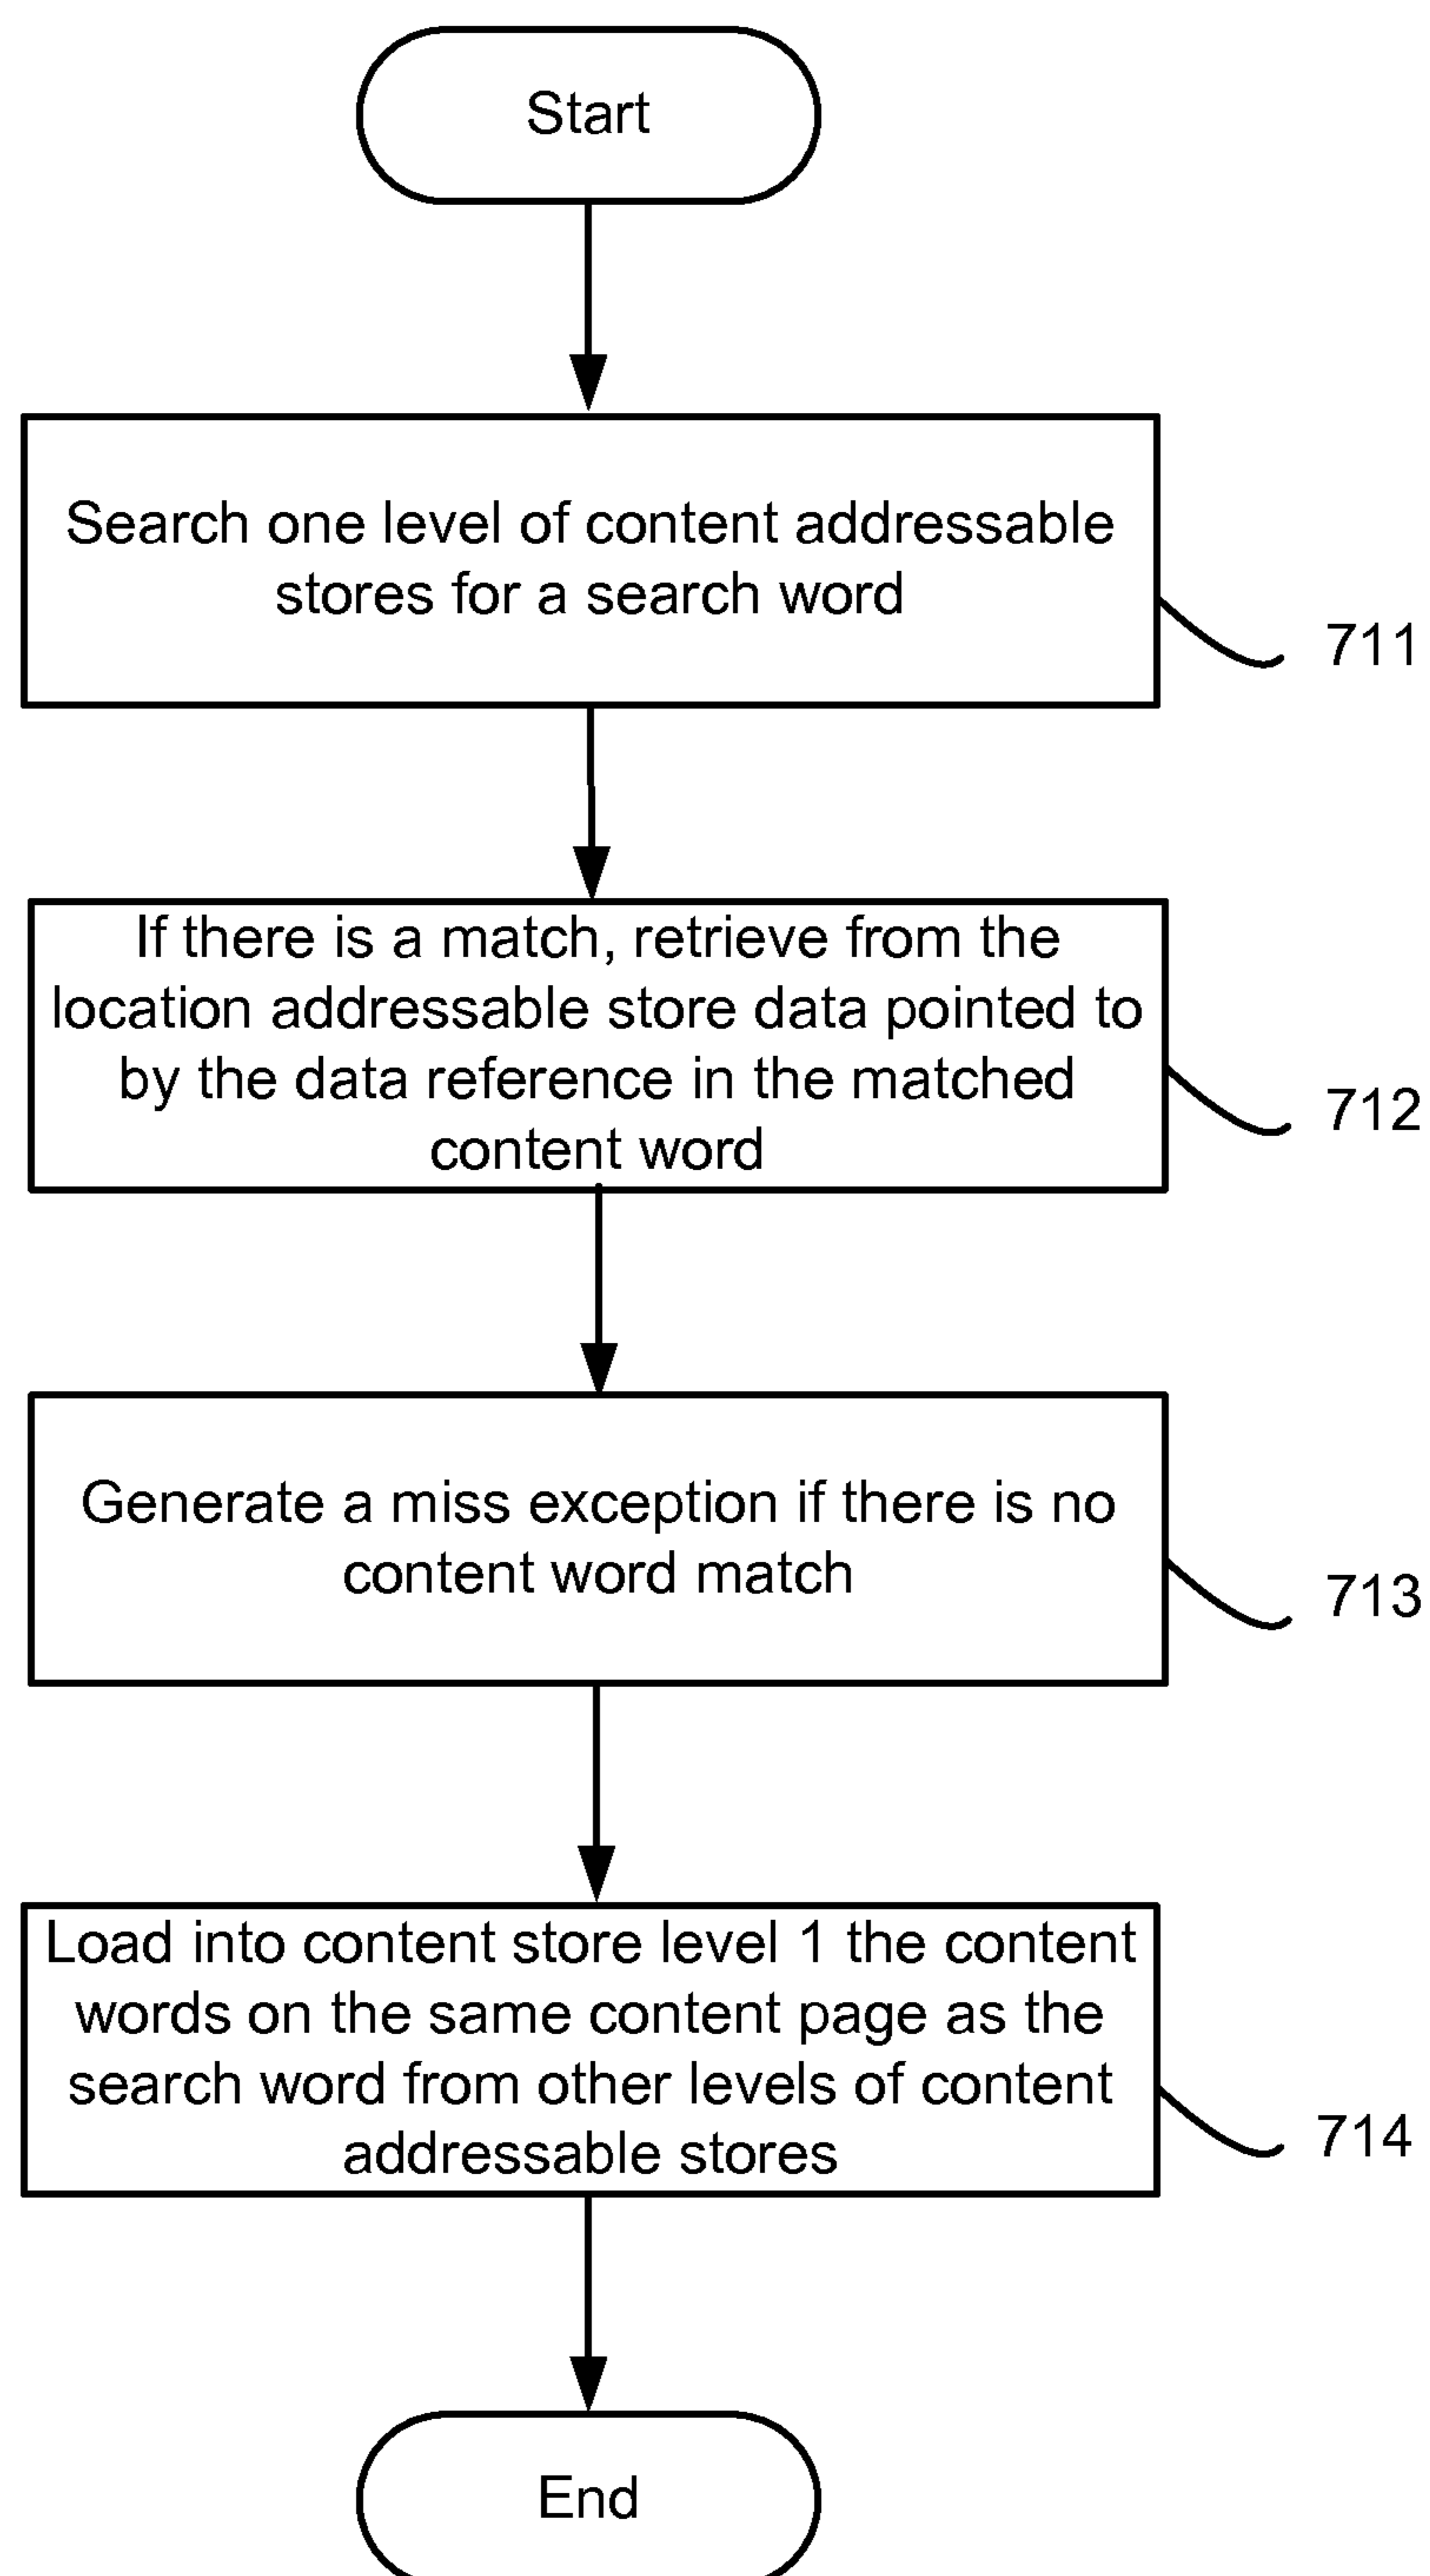 Start
Search one level of content addressable
stores for a search word
711
If there is a match, retrieve from the
location addressable store data pointed to
by the data reference in the matched
content word
712
Generate a miss exception if there is no
content word match
713
Load into content store level 1 the content
words on the same content page as the
search word from other levels of content
addressable stores
714
End